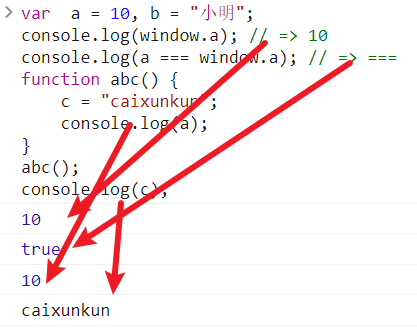 var a = 10, b = "小明";
console.log(window.a); // => 10
console.log(a === window.a); // => ===
function abc() {
c = "caixunkun";
console.log(a);
}
abc();
console.log(c);
10
true
10
caixunkun